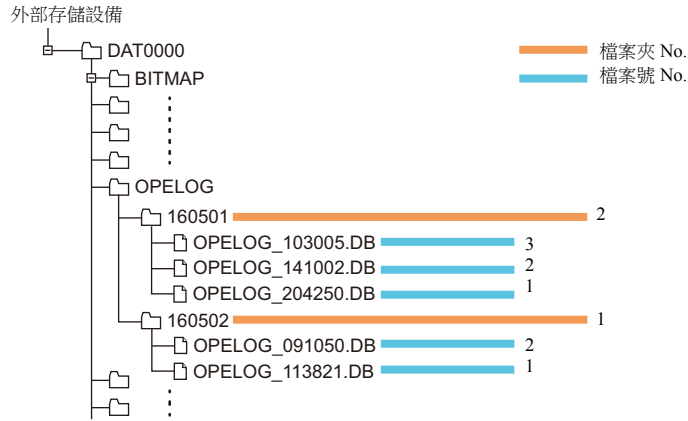 外部存儲設備
DAT0000
檔案夾 No.
檔案號 No.
BITMAP
OPELOG
160501 2
OPELOG_103005.DB 3
OPELOG_141002.DB 2
OPELOG_204250.DB 1
160502 1
OPELOG_091050.DB 2
OPELOG_113821.DB 1